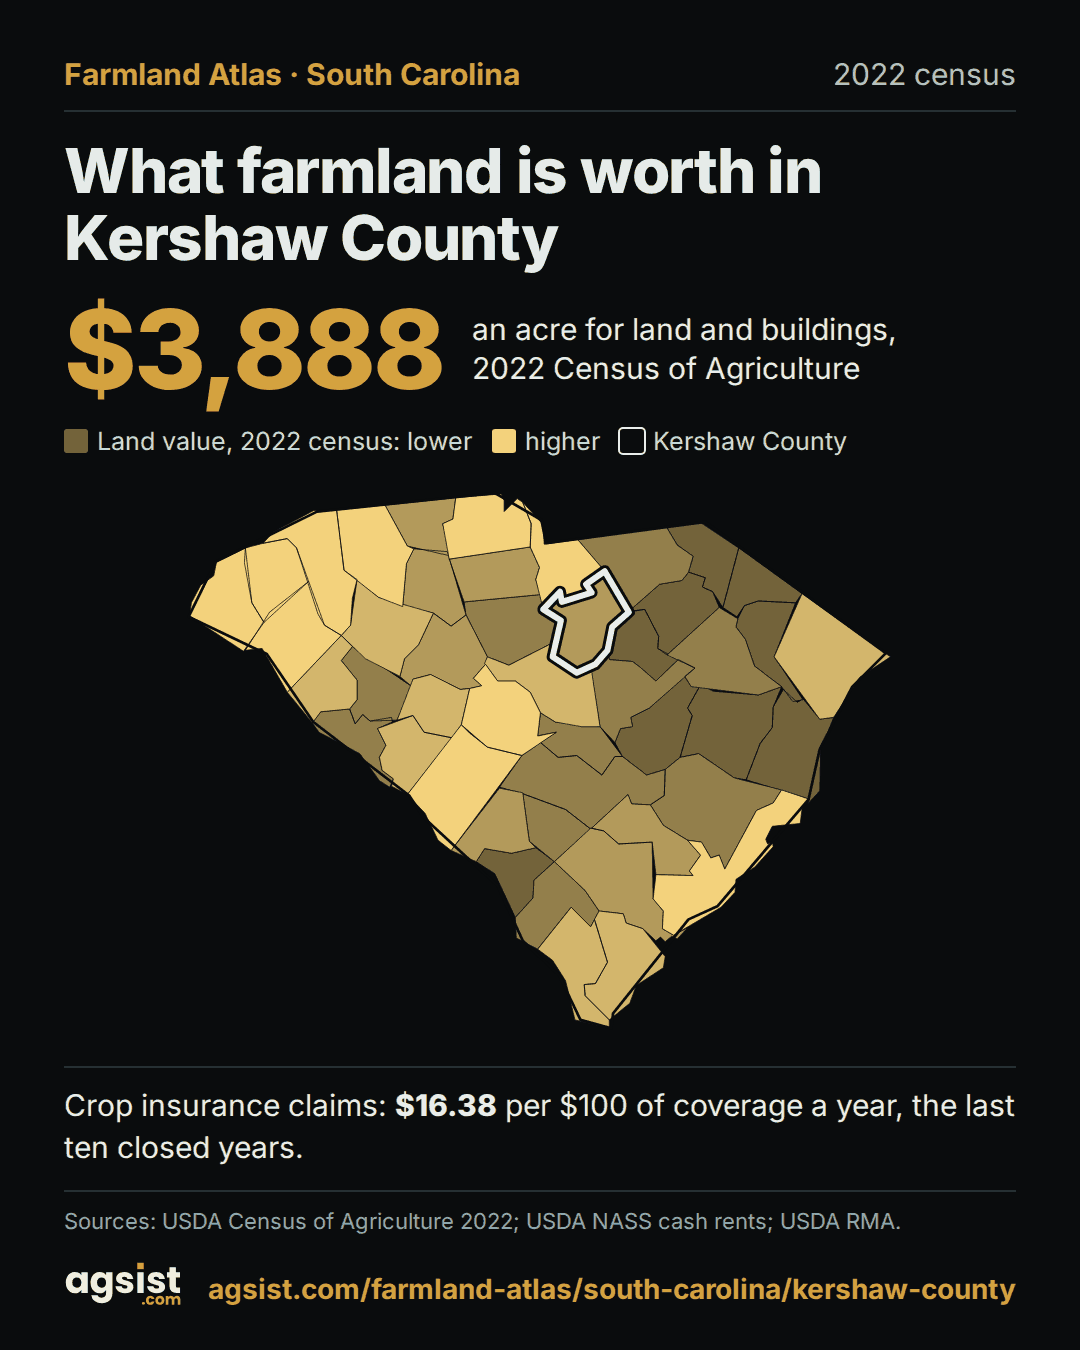 Farmland Atlas · South Carolina
2022 census
What farmland is worth in
Kershaw County
$3,888
an acre for land and buildings,
2022 Census of Agriculture
Land value, 2022 census: lower
higher
Kershaw County
Crop insurance claims: $16.38 per $100 of coverage a year, the last
ten closed years.
Sources: USDA Census of Agriculture 2022; USDA NASS cash rents; USDA RMA.
agsist
.com
agsist.com/farmland-atlas/south-carolina/kershaw-county